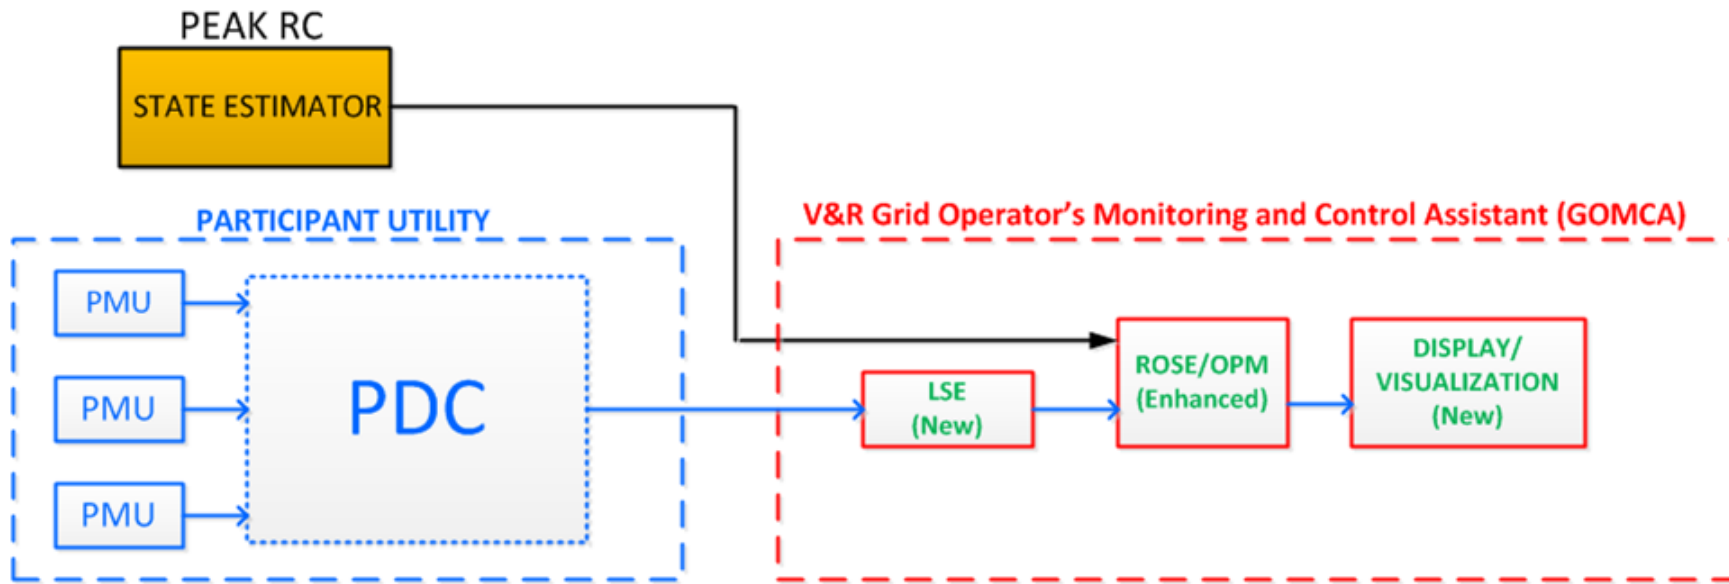 PEAK RC
STATE ESTIMATOR
PARTICIPANT UTILITY
PMU
PMU
PMU
PDC
V&R Grid Operator's Monitoring and Control Assistant (GOMCA)
LSE
(New)
ROSE/OPM
(Enhanced)
DISPLAY/
VISUALIZATION
(New)